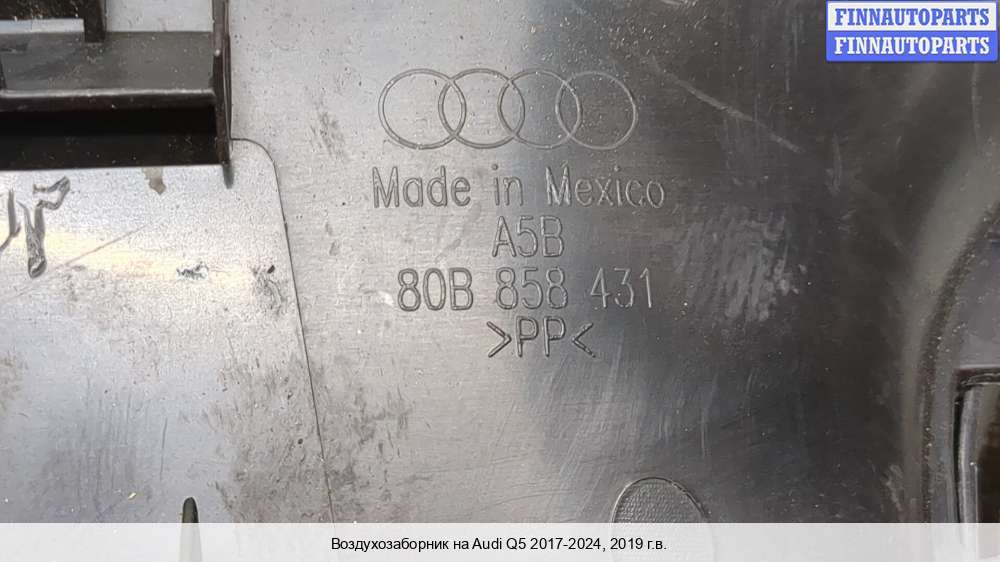 FINNAUTOPARTS
FINNAUTOPARTS
Made in Mexico
A5B
80B 858 431
>PP<
Воздухозаборник на Audi Q5 2017-2024, 2019 г.в.